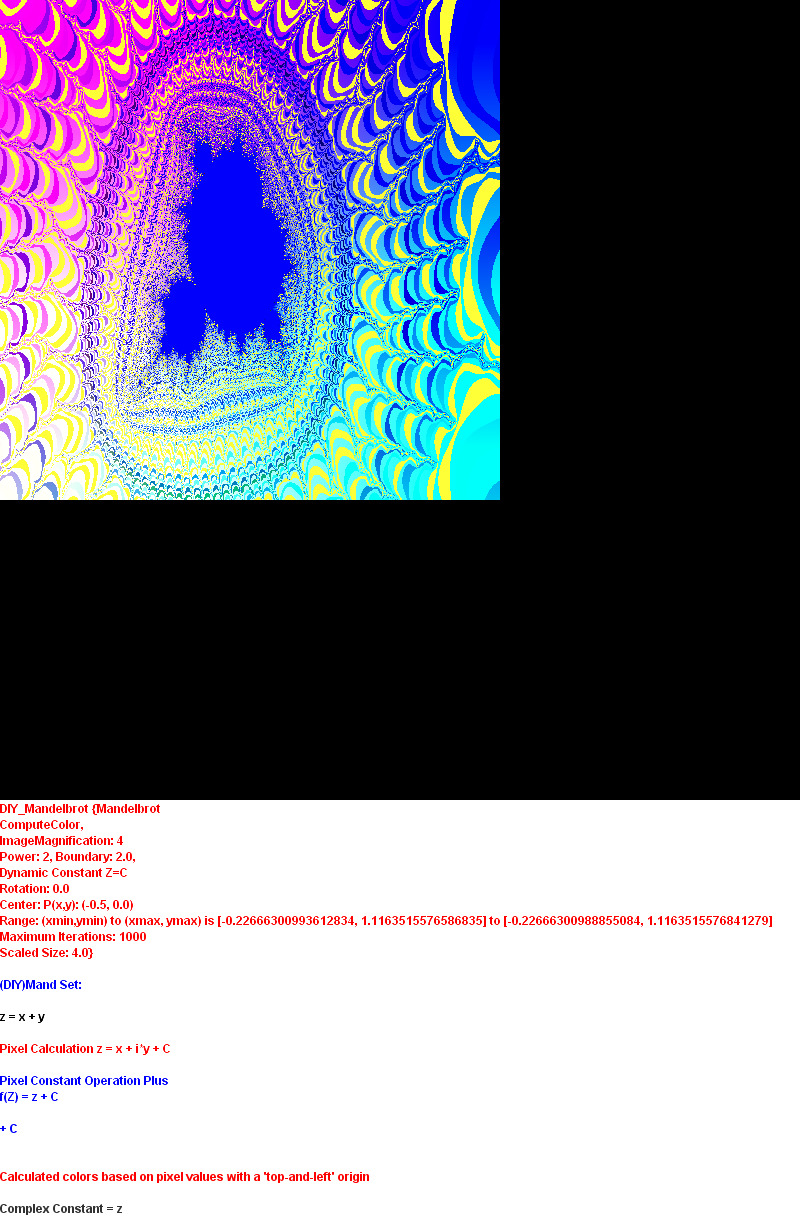 DIY_Mandelbrot {Mandelbrot
ComputeColor,
ImageMagnification: 4
Power: 2, Boundary: 2.0,
Dynamic Constant Z=C
Rotation: 0.0
Center: P(x,y): (-0.5, 0.0)
Range: (xmin,ymin) to (xmax, ymax) is [-0.22666300993612834, 1.1163515576586835] to [-0.22666300988855084, 1.1163515576841279]
Maximum Iterations: 1000
Scaled Size: 4.0}
(DIY)Mand Set:
z = x + y
Pixel Calculation z = x + i*y + C
Pixel Constant Operation Plus
f(Z) = z + C
+ C
Calculated colors based on pixel values with a 'top-and-left' origin
Complex Constant = z